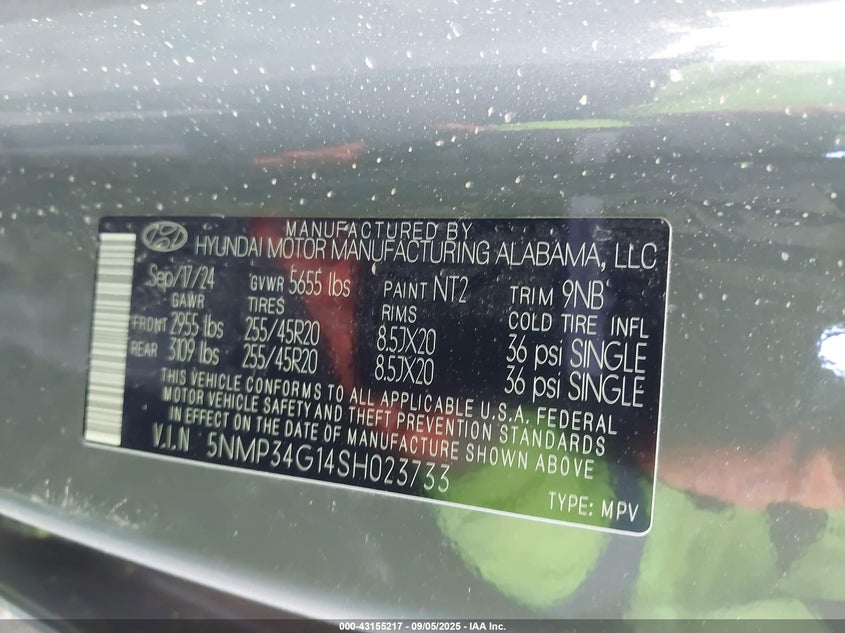 MANUFACTURED BY
HYUNDAI MOTOR MANUFACTURING ALABAMA, LLC
Sep/17/24 GVWR 5655 lbs PAINT NT2 TRIM 9NB
GAWR TIRES RIMS COLD TIRE INFL
FRONT 2955 lbs 255/45R20 8.5JX20 36 psi SINGLE
REAR 3109 lbs 255/45R20 8.5JX20 36 psi SINGLE
THIS VEHICLE CONFORMS TO ALL APPLICABLE U.S.A. FEDERAL
MOTOR VEHICLE SAFETY AND THEFT PREVENTION STANDARDS
IN EFFECT ON THE DATE OF MANUFACTURE SHOWN ABOVE
V.I.N 5NMP34G14SH023733
TYPE: MPV
000-43155217 - 09/05/2025 - IAA Inc.